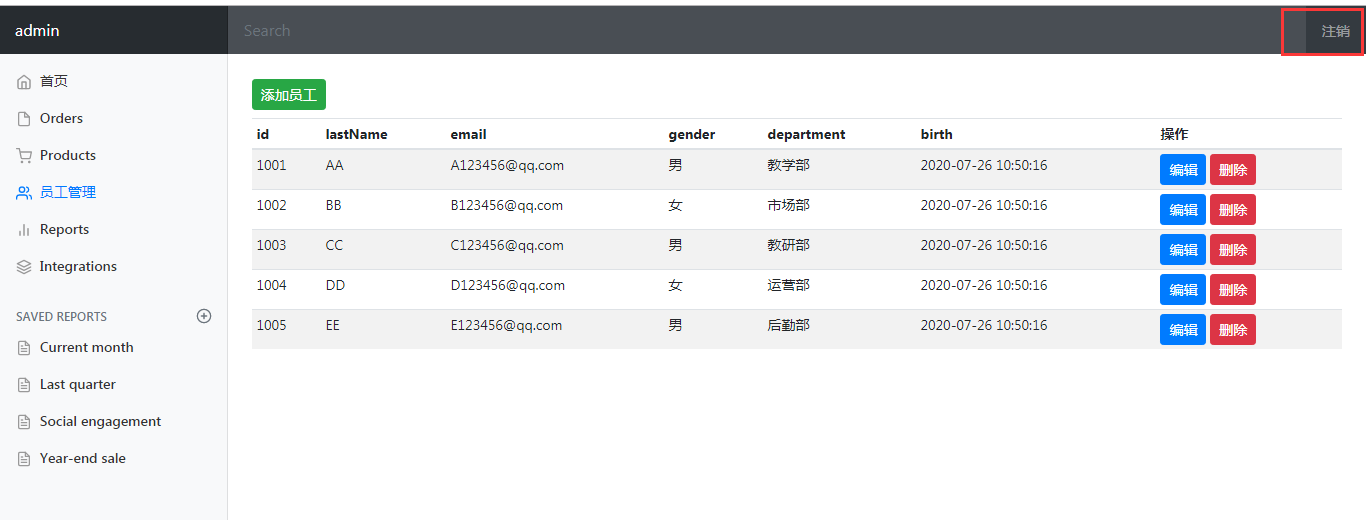 admin
Search
注销
首页
Orders
Products
员工管理
Reports
Integrations
SAVED REPORTS
Current month
Last quarter
Social engagement
Year-end sale
添加员工
id lastName email gender department birth 操作
1001 AA A123456@qq.com 男 教学部 2020-07-26 10:50:16 编辑 删除
1002 BB B123456@qq.com 女 市场部 2020-07-26 10:50:16 编辑 删除
1003 CC C123456@qq.com 男 教研部 2020-07-26 10:50:16 编辑 删除
1004 DD D123456@qq.com 女 运营部 2020-07-26 10:50:16 编辑 删除
1005 EE E123456@qq.com 男 后勤部 2020-07-26 10:50:16 编辑 删除